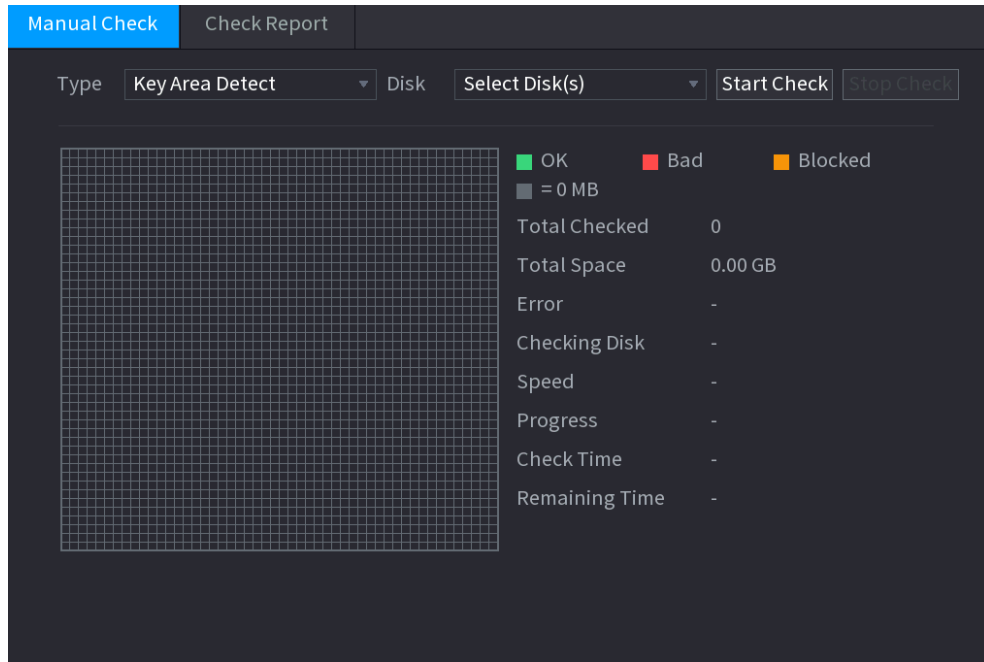 Manual Check Check Report
Type Key Area Detect Disk Select Disk(s) Start Check Stop Check
OK Bad Blocked
= 0 MB
Total Checked 0
Total Space 0.00 GB
Error -
Checking Disk -
Speed -
Progress -
Check Time -
Remaining Time -